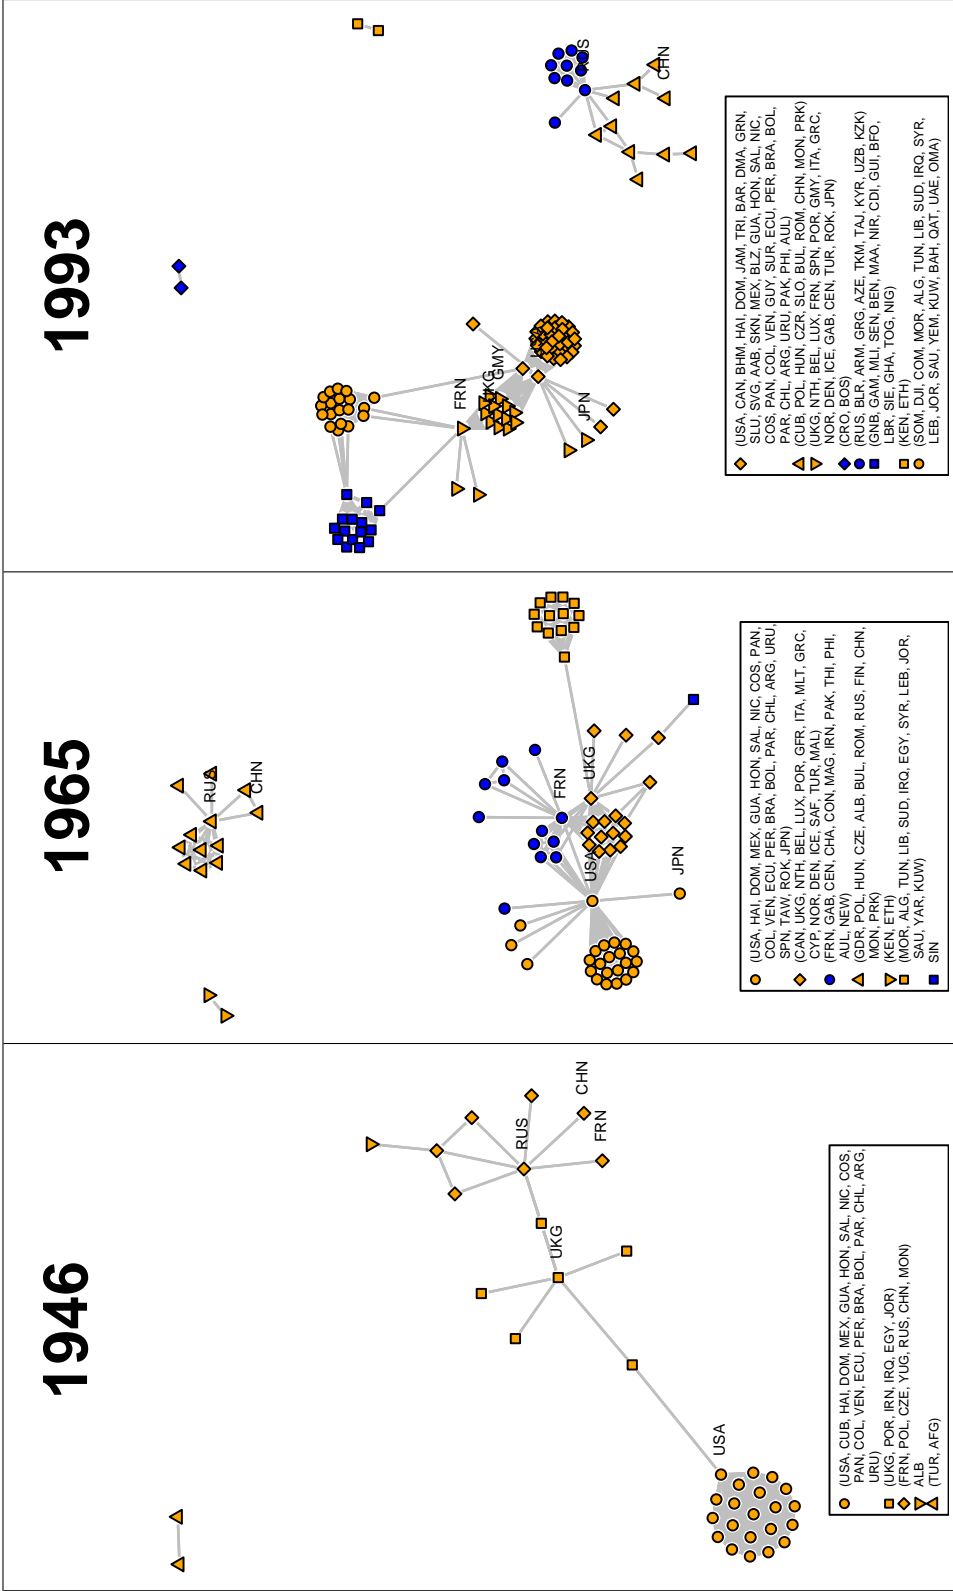 1946
USA
UKG
RUS
FRN
CHN
(USA, CUB, HAI, DOM, MEX, GUA, HON, SAL, NIC, COS,
PAN, COL, VEN, ECU, PER, BRA, BOL, PAR, CHL, ARG,
URU)
(UKG, POR, IRN, IRQ, EGY, JOR)
(FRN, POL, CZE, YUG, RUS, CHN, MON)
ALB
(TUR, AFG)
1965
RUS
CHN
FRN
UKG
USA
JPN
(USA, HAI, DOM, MEX, GUA, HON, SAL, NIC, COS, PAN,
COL, VEN, ECU, PER, BRA, BOL, PAR, CHL, ARG, URU,
SPN, TAW, ROK, JPN)
(CAN, UKG, NTH, BEL, LUX, POR, GFR, ITA, MLT, GRC,
CYP, NOR, DEN, ICE, SAF, TUR, MAL)
(FRN, GAB, CEN, CHA, CON, MAG, IRN, PAK, THI, PHI,
AUL, NEW)
(GDR, POL, HUN, CZE, ALB, BUL, ROM, RUS, FIN, CHN,
MON, PRK)
(KEN, ETH)
(MOR, ALG, TUN, LIB, SUD, IRQ, EGY, SYR, LEB, JOR,
SAU, YAR, KUW)
SIN
1993
FRN
UKG
GMY
JPN
RUS
CHN
(USA, CAN, BHM, HAI, DOM, JAM, TRI, BAR, DMA, GRN,
SLU, SVG, AAB, SKN, MEX, BLZ, GUA, HON, SAL, NIC,
COS, PAN, COL, VEN, GUY, SUR, ECU, PER, BRA, BOL,
PAR, CHL, ARG, URU, PAK, PHI, AUL)
(CUB, POL, HUN, CZR, SLO, BUL, ROM, CHN, MON, PRK)
(UKG, NTH, BEL, LUX, FRN, SPN, POR, GMY, ITA, GRC,
NOR, DEN, ICE, GAB, CEN, TUR, ROK, JPN)
(CRO, BOS)
(RUS, BLR, ARM, GRG, AZE, TKM, TAJ, KYR, UZB, KZK)
(GNB, GAM, MLI, SEN, BEN, MAA, NIR, CDI, GUI, BFO,
LBR, SIE, GHA, TOG, NIG)
(KEN, ETH)
(SOM, DJI, COM, MOR, ALG, TUN, LIB, SUD, IRQ, SYR,
LEB, JOR, SAU, YEM, KUW, BAH, QAT, UAE, OMA)